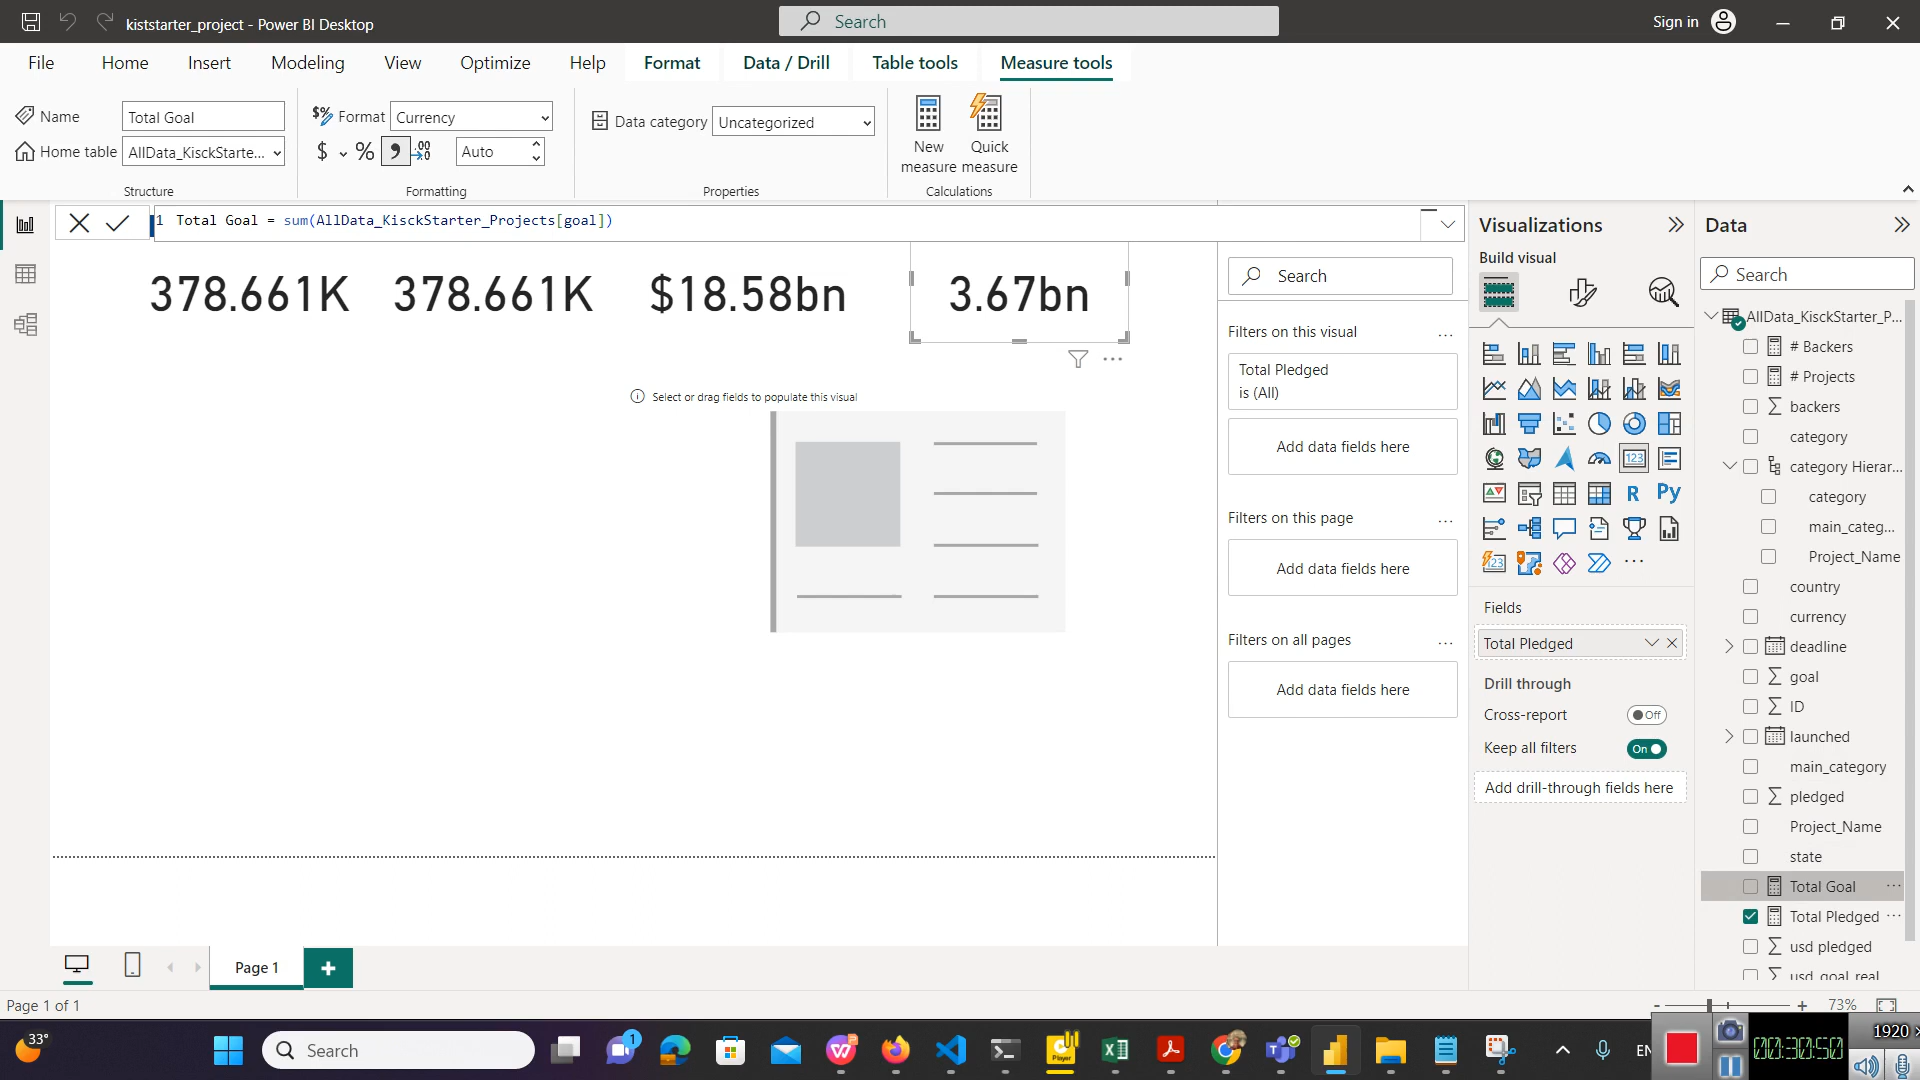 kiststarter_project - Power BI Desktop
Search
Sign in
File
Home
Insert
Modeling
View
Optimize
Help
Format
Data / Drill
Table tools
Measure tools
Name
Total Goal
Format
Currency
Data category
Uncategorized
New measure
Quick measure
Home table
AllData_KisckStarte...
$
%
Auto
Structure
Formatting
Properties
Calculations
1 Total Goal = sum(AllData_KisckStarter_Projects[goal])
378.661K
378.661K
$18.58bn
3.67bn
Select or drag fields to populate this visual
Search
Filters on this visual
Total Pledged
is (All)
Add data fields here
Filters on this page
Add data fields here
Filters on all pages
Add data fields here
Visualizations
Build visual
Fields
Total Pledged
Drill through
Cross-report
Off
Keep all filters
On
Add drill-through fields here
Data
Search
AllData_KisckStarter_P...
# Backers
# Projects
backers
category
category Hierar...
category
main_categ...
Project_Name
country
currency
deadline
goal
ID
launched
main_category
pledged
Project_Name
state
Total Goal
Total Pledged
usd pledged
usd_goal_real
Page 1
Page 1 of 1
73%
33°
Search
1
1920
00:30:50